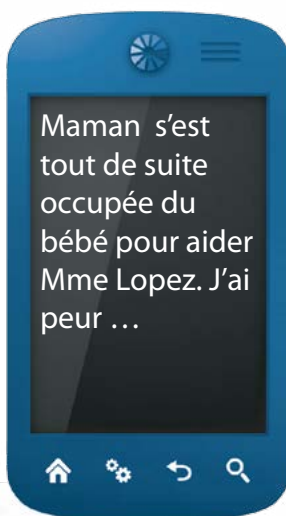 Maman s'est
tout de suite
occupée du
bébé pour aider
Mme Lopez. J'ai
peur …